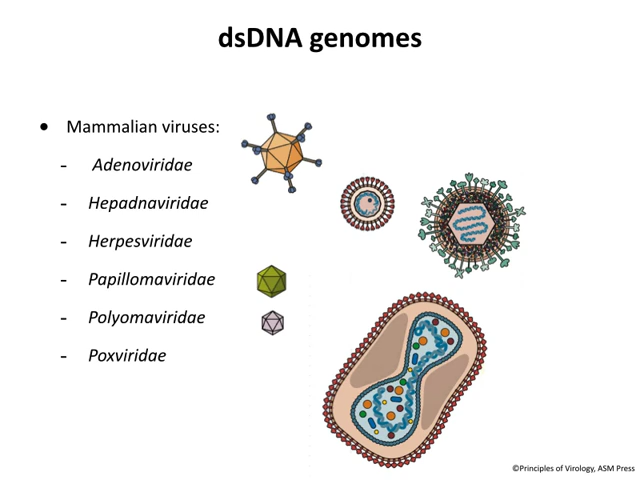 dsDNA genomes
• Mammalian viruses:
- Adenoviridae
- Hepadnaviridae
- Herpesviridae
- Papillomaviridae
- Polyomaviridae
- Poxviridae
©Principles of Virology, ASM Press